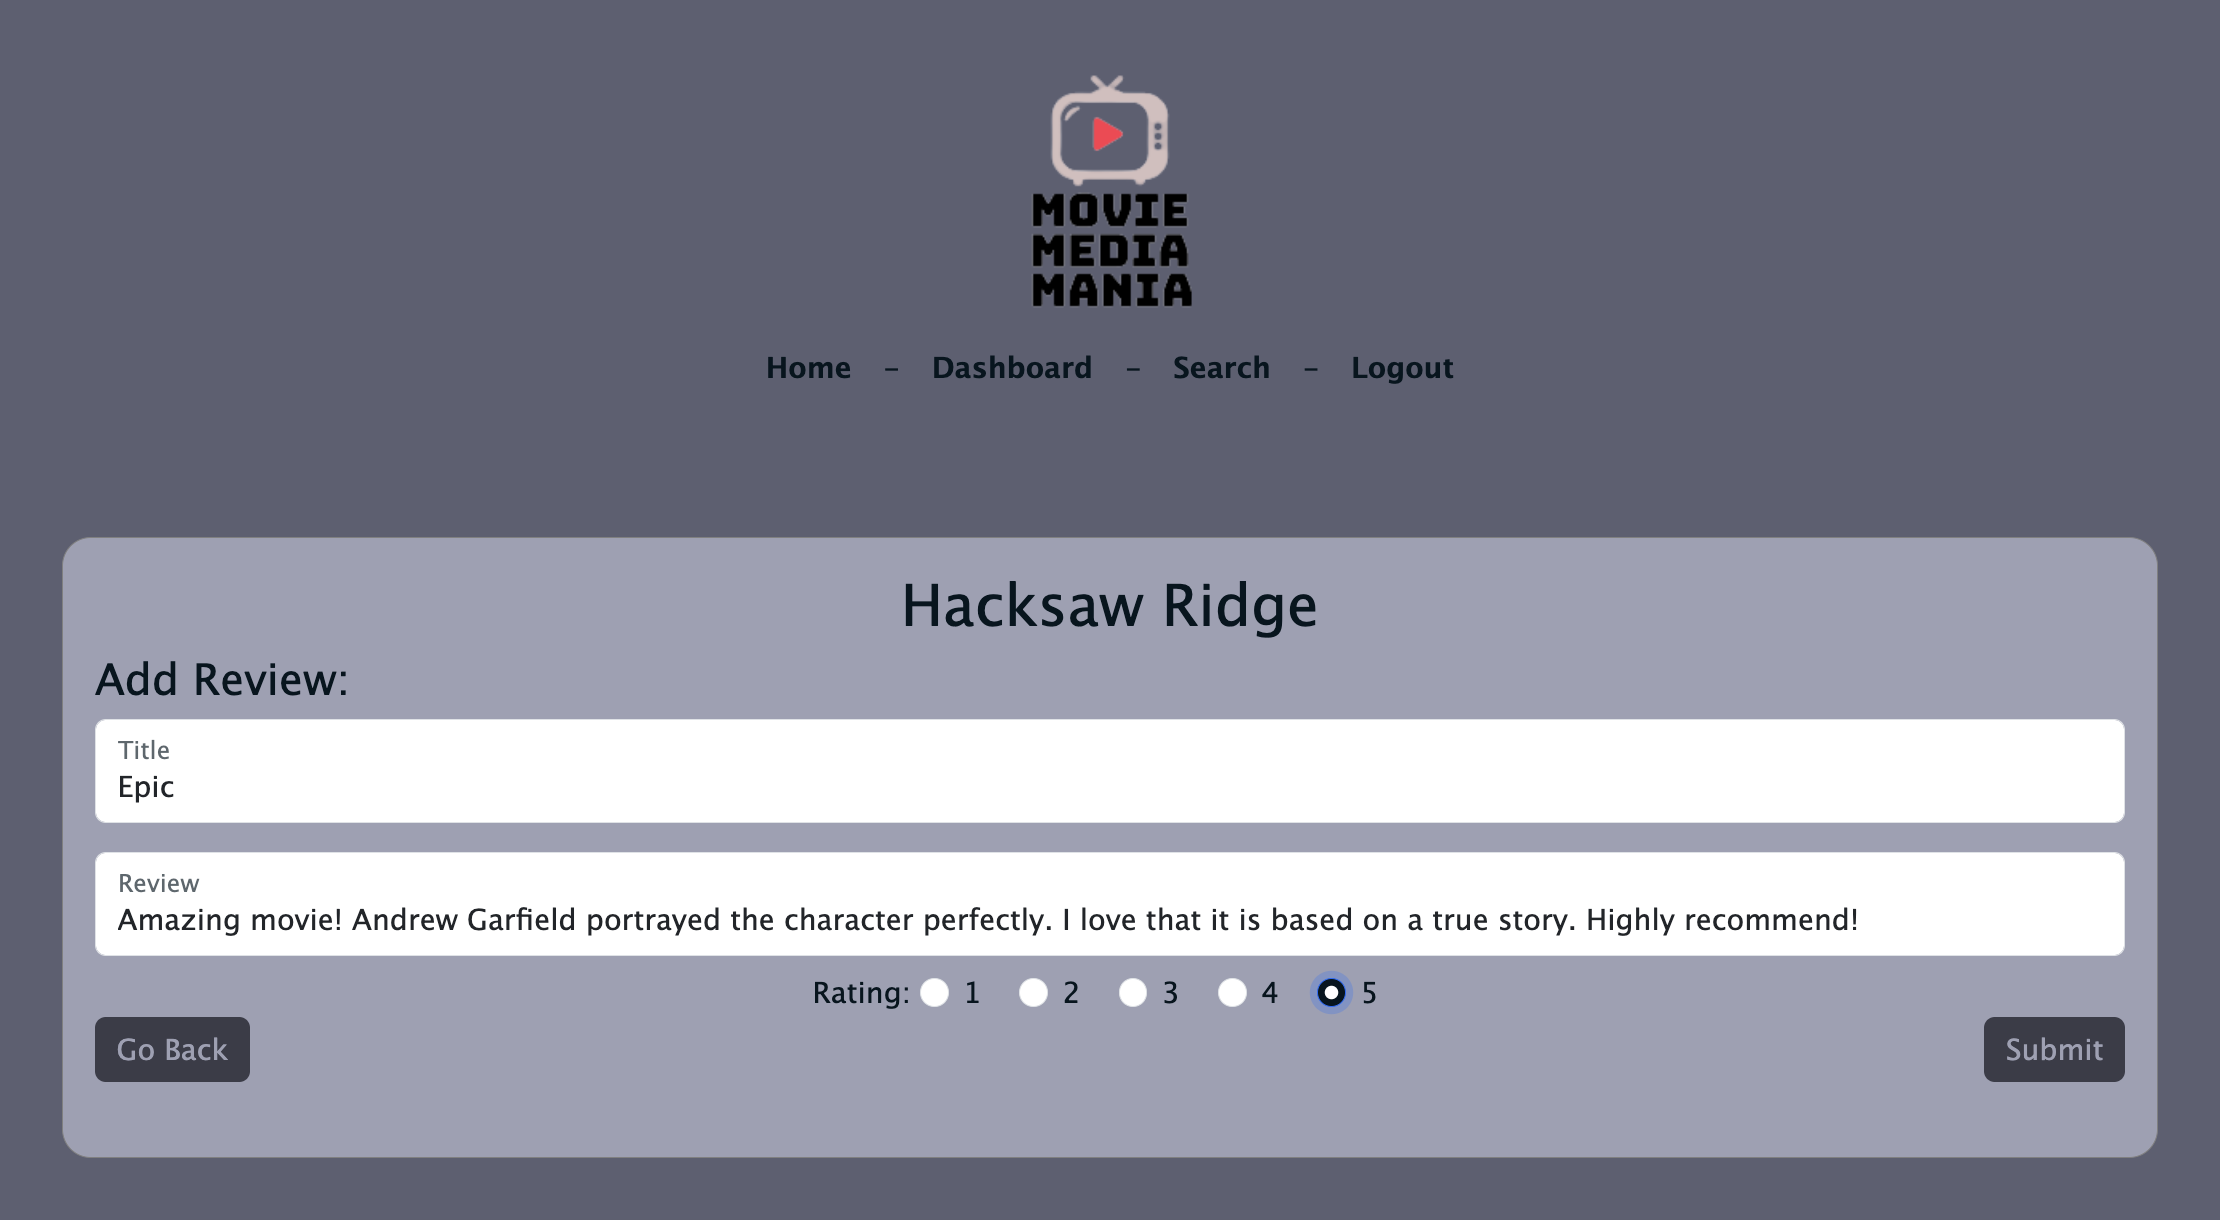 MOVIE
MEDIA
MANIA
Home – Dashboard – Search – Logout
Hacksaw Ridge
Add Review:
Title
Epic
Review
Amazing movie! Andrew Garfield portrayed the character perfectly. I love that it is based on a true story. Highly recommend!
Rating: 1 2 3 4 5
Go Back Submit